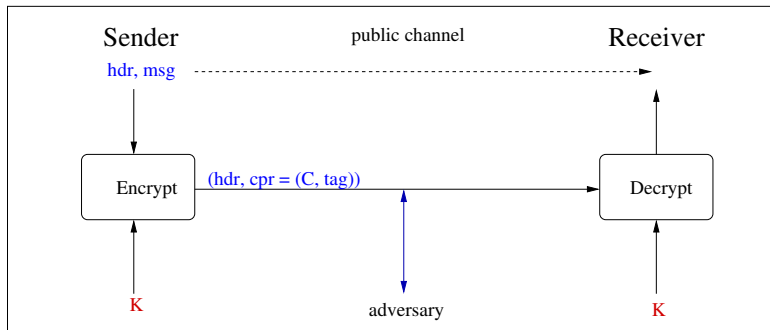 Sender
public channel
Receiver
hdr, msg
Encrypt
(hdr, cpr = (C, tag))
Decrypt
K
adversary
K